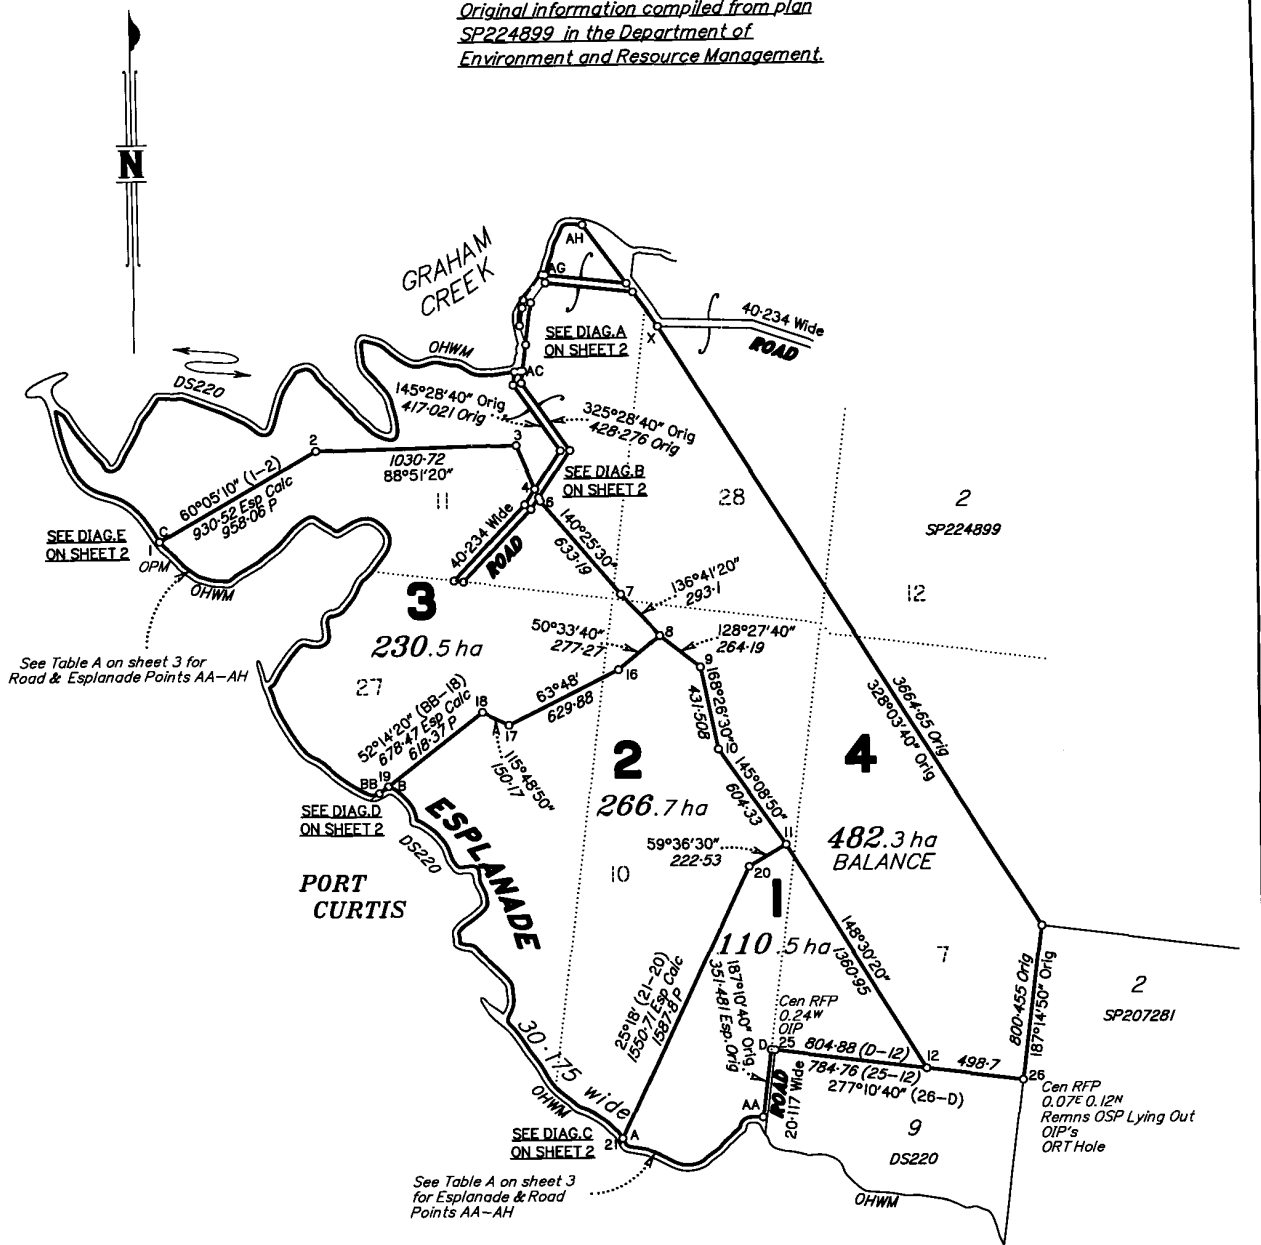 Original information compiled from plan
SP224899 in the Department of
Environment and Resource Management.
N
GRAHAM
CREEK
AH
AG
40·234 Wide
ROAD
X
SEE DIAG.A
ON SHEET 2
OHWM
AC
DS220
145°28'40" Orig
417·021 Orig
325°28'40" Orig
428·276 Orig
2
1030·72
88°51'20"
3
60°05'10" (1-2)
930·52 Esp Calc
958·06 P
11
4
SEE DIAG.B
ON SHEET 2
6
28
2
SP224899
SEE DIAG.E
ON SHEET 2
C
1
OPM
OHWM
40·234 Wide
ROAD
140°25'30"
633·19
7
136°41'20"
293·1
12
3
230.5 ha
50°33'40"
277·27
8
128°27'40"
264·19
9
See Table A on sheet 3 for
Road & Esplanade Points AA-AH
27
16
63°48'
629·88
168°26'30"
431·508
3664·65 Orig
328°03'40" Orig
52°14'20" (BB-18)
678·47 Esp Calc
618·37 P
18
A
17
115°48'50"
150·17
10
2
266.7 ha
4
145°08'50"
604·33
BB
19
B
SEE DIAG.D
ON SHEET 2
DS220
ESPLANADE
59°36'30"
222·53
11
482.3 ha
BALANCE
20
10
PORT
CURTIS
1
110.5 ha
148°30'20"
1360·95
7
25°18' (21-20)
1550·71 Esp Calc
1587·8 P
187°10'40" Orig
351·481 Esp.Orig
Cen RFP
0.24W
OIP
800·455 Orig
187°14'50" Orig
2
SP207281
30·175 wide
D
25
804·88 (D-12)
784·76 (25-12)
277°10'40" (26-D)
12
498·7
26
OHWM
ROAD
20·117 Wide
AA
Cen RFP
0.07E 0.12N
Remns OSP Lying Out
OIP's
ORT Hole
9
DS220
SEE DIAG.C
ON SHEET 2
21
A
See Table A on sheet 3
for Esplanade & Road
Points AA-AH
OHWM